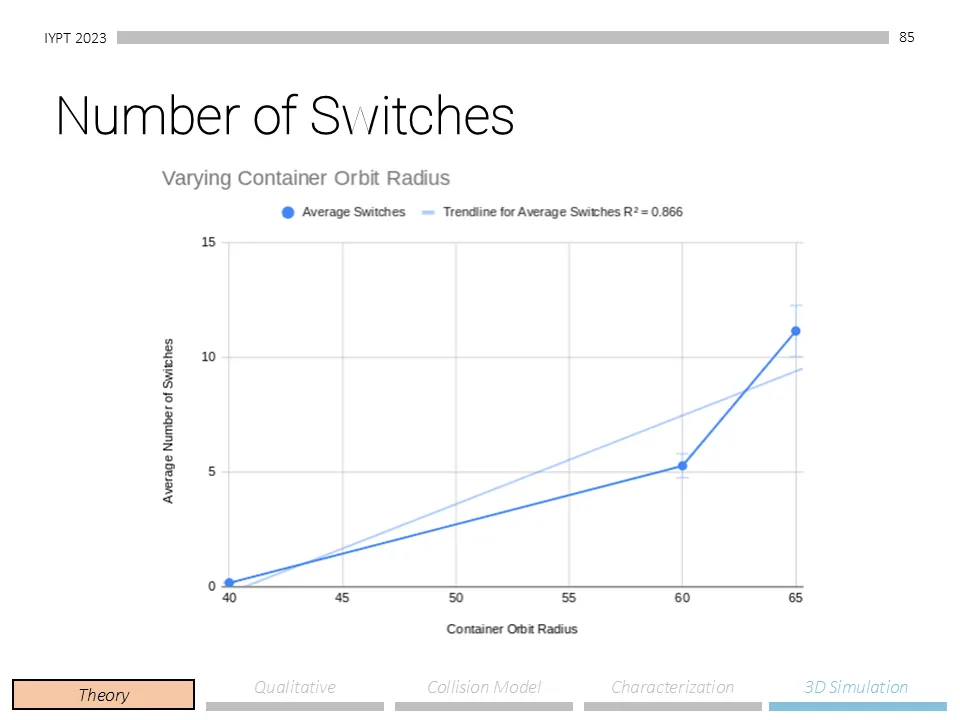 IYPT 2023
85
Number of Switches
Varying Container Orbit Radius
Average Switches
Trendline for Average Switches R² = 0.866
15
10
5
0
Average Number of Switches
40 45 50 55 60 65
Container Orbit Radius
Theory
Qualitative
Collision Model
Characterization
3D Simulation